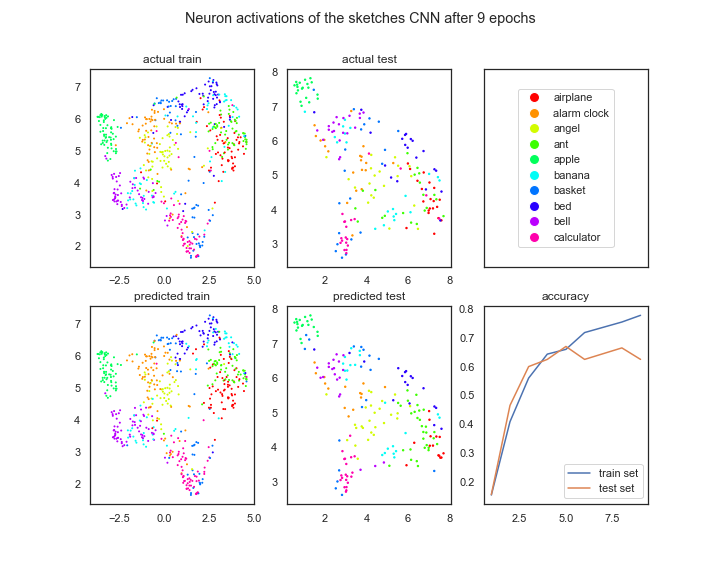 Neuron activations of the sketches CNN after 9 epochs
actual train
7
6
5
4
3
2
−2.5 0.0 2.5 5.0
actual test
8
7
6
5
4
3
2 4 6 8
airplane
alarm clock
angel
ant
apple
banana
basket
bed
bell
calculator
predicted train
7
6
5
4
3
2
−2.5 0.0 2.5 5.0
predicted test
8
7
6
5
4
3
2 4 6 8
accuracy
0.8
0.7
0.6
0.5
0.4
0.3
0.2
train set
test set
2.5 5.0 7.5